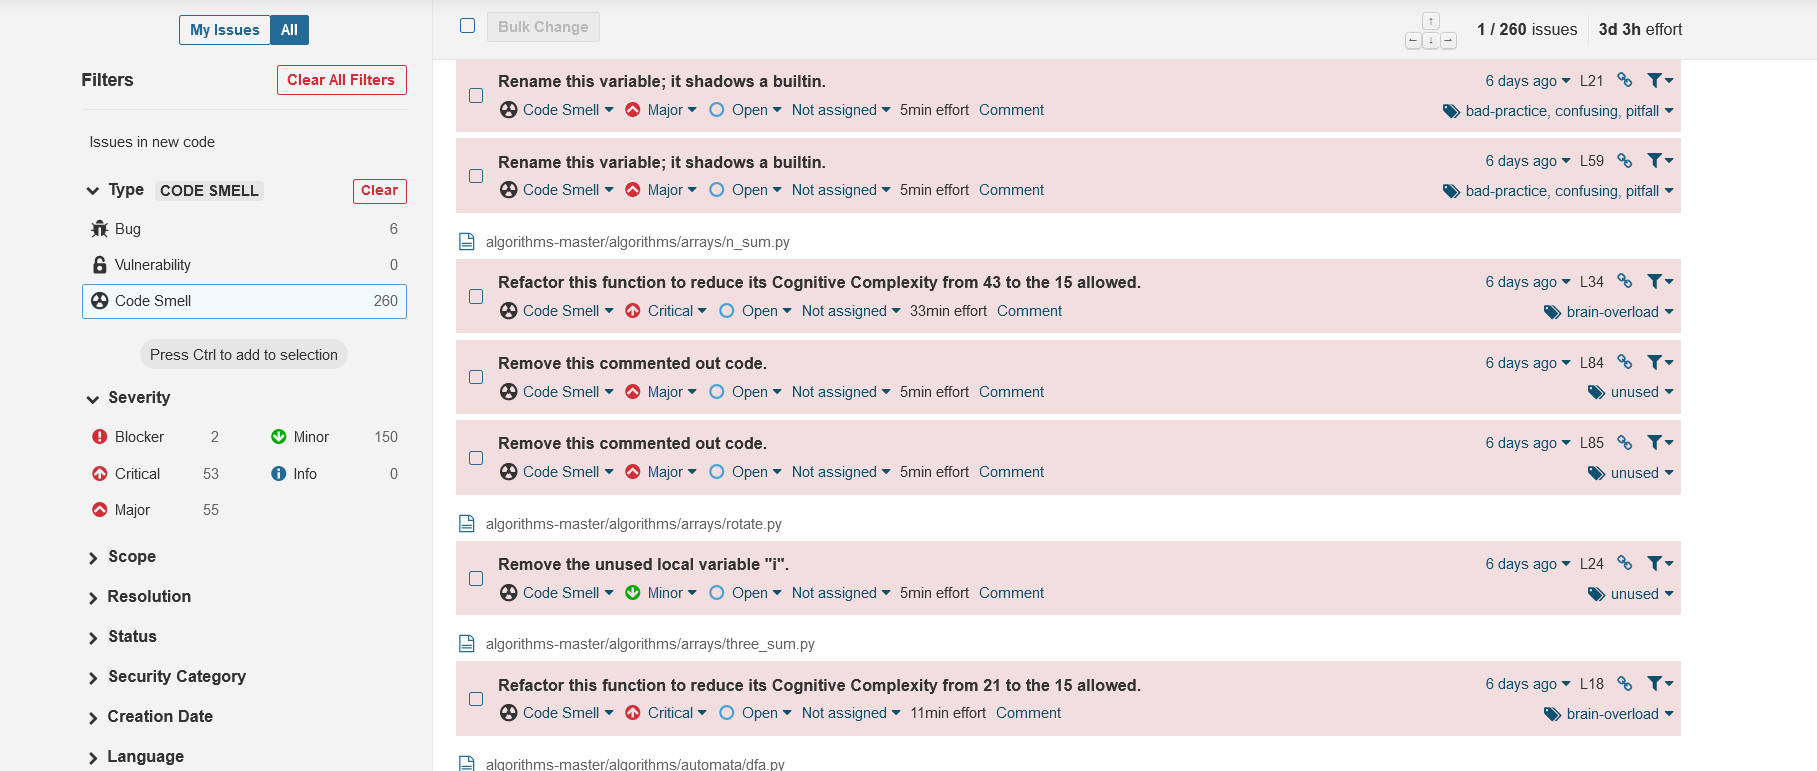 My Issues All
Filters Clear All Filters
Issues in new code
Type CODE SMELL Clear
Bug 6
Vulnerability 0
Code Smell 260
Press Ctrl to add to selection
Severity
Blocker 2 Minor 150
Critical 53 Info 0
Major 55
Scope
Resolution
Status
Security Category
Creation Date
Language
Bulk Change ↑ ← ↓ → 1 / 260 issues 3d 3h effort
Rename this variable; it shadows a builtin. 6 days ago L21
Code Smell Major Open Not assigned 5min effort Comment bad-practice, confusing, pitfall
Rename this variable; it shadows a builtin. 6 days ago L59
Code Smell Major Open Not assigned 5min effort Comment bad-practice, confusing, pitfall
algorithms-master/algorithms/arrays/n_sum.py
Refactor this function to reduce its Cognitive Complexity from 43 to the 15 allowed. 6 days ago L34
Code Smell Critical Open Not assigned 33min effort Comment brain-overload
Remove this commented out code. 6 days ago L84
Code Smell Major Open Not assigned 5min effort Comment unused
Remove this commented out code. 6 days ago L85
Code Smell Major Open Not assigned 5min effort Comment unused
algorithms-master/algorithms/arrays/rotate.py
Remove the unused local variable "i". 6 days ago L24
Code Smell Minor Open Not assigned 5min effort Comment unused
algorithms-master/algorithms/arrays/three_sum.py
Refactor this function to reduce its Cognitive Complexity from 21 to the 15 allowed. 6 days ago L18
Code Smell Critical Open Not assigned 11min effort Comment brain-overload
algorithms-master/algorithms/automata/dfa.py